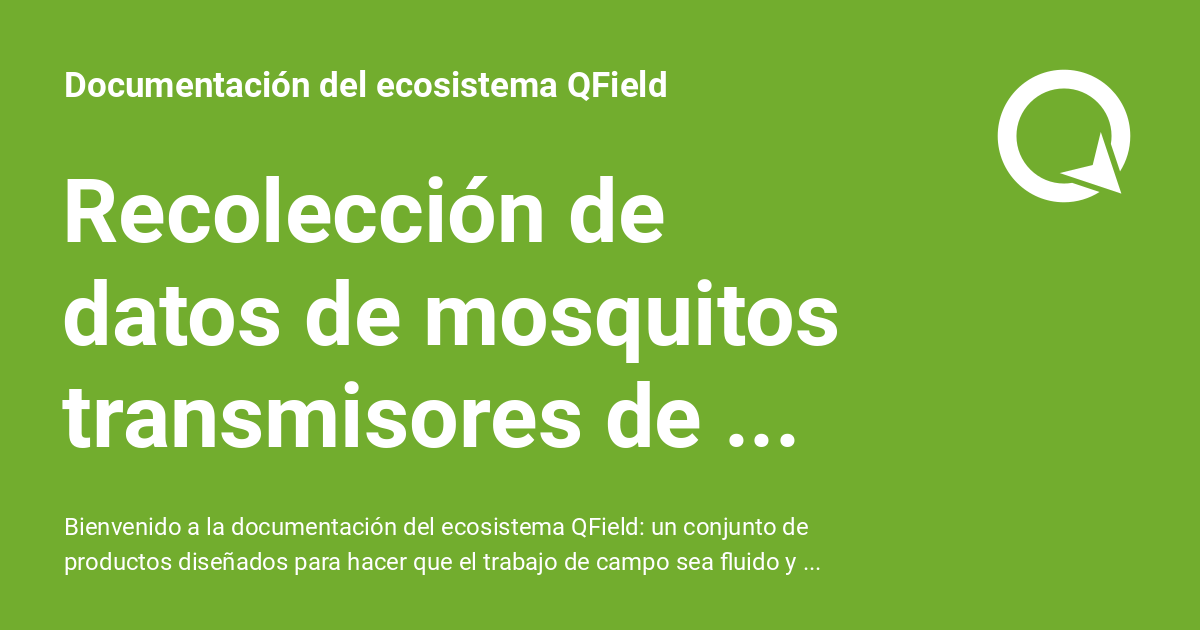 Documentación del ecosistema QField
Recolección de
datos de mosquitos
transmisores de ...
Bienvenido a la documentación del ecosistema QField: un conjunto de
productos diseñados para hacer que el trabajo de campo sea fluido y ...